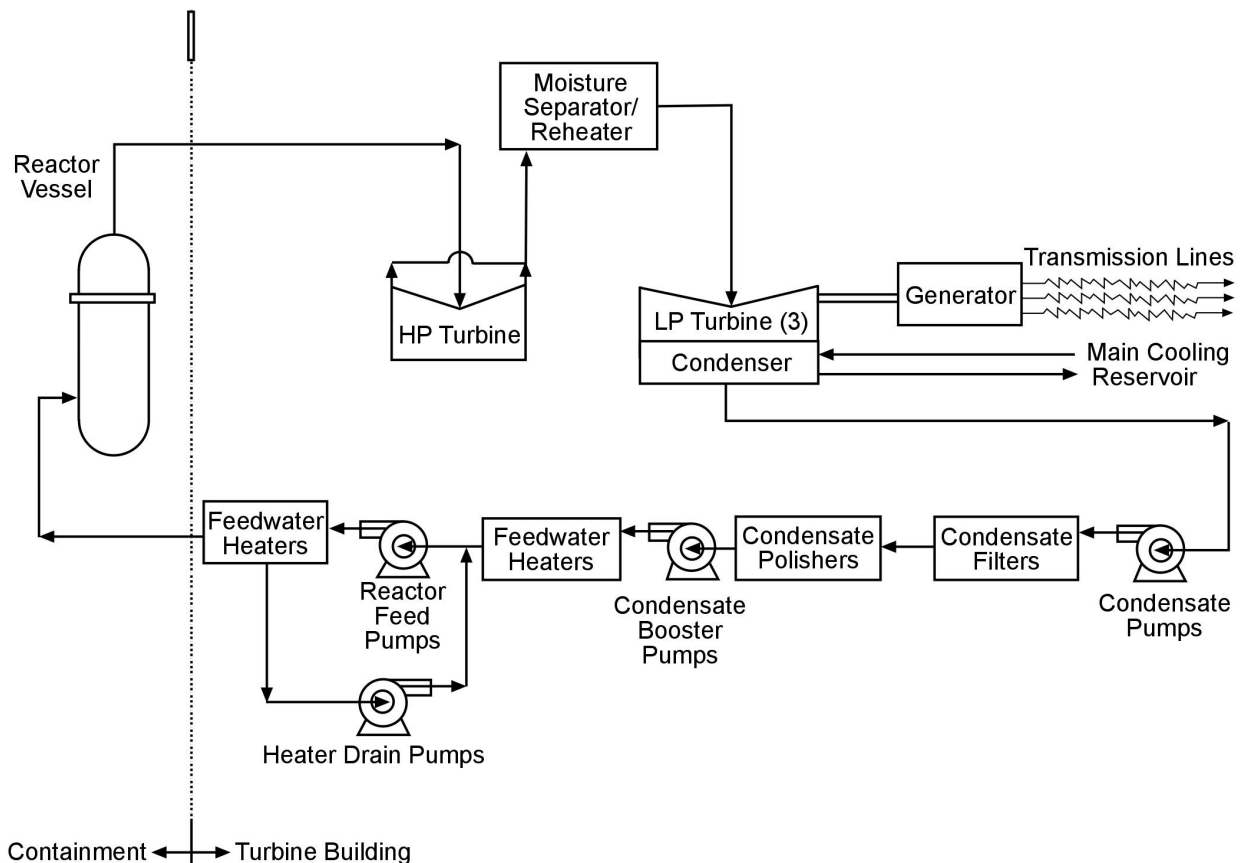 Moisture
Separator/
Reheater
Reactor
Vessel
Transmission Lines
Generator
HP Turbine
LP Turbine (3)
Condenser
Main Cooling
Reservoir
Feedwater
Heaters
Reactor
Feed
Pumps
Feedwater
Heaters
Condensate
Booster
Pumps
Condensate
Polishers
Condensate
Filters
Condensate
Pumps
Heater Drain Pumps
Containment
Turbine Building